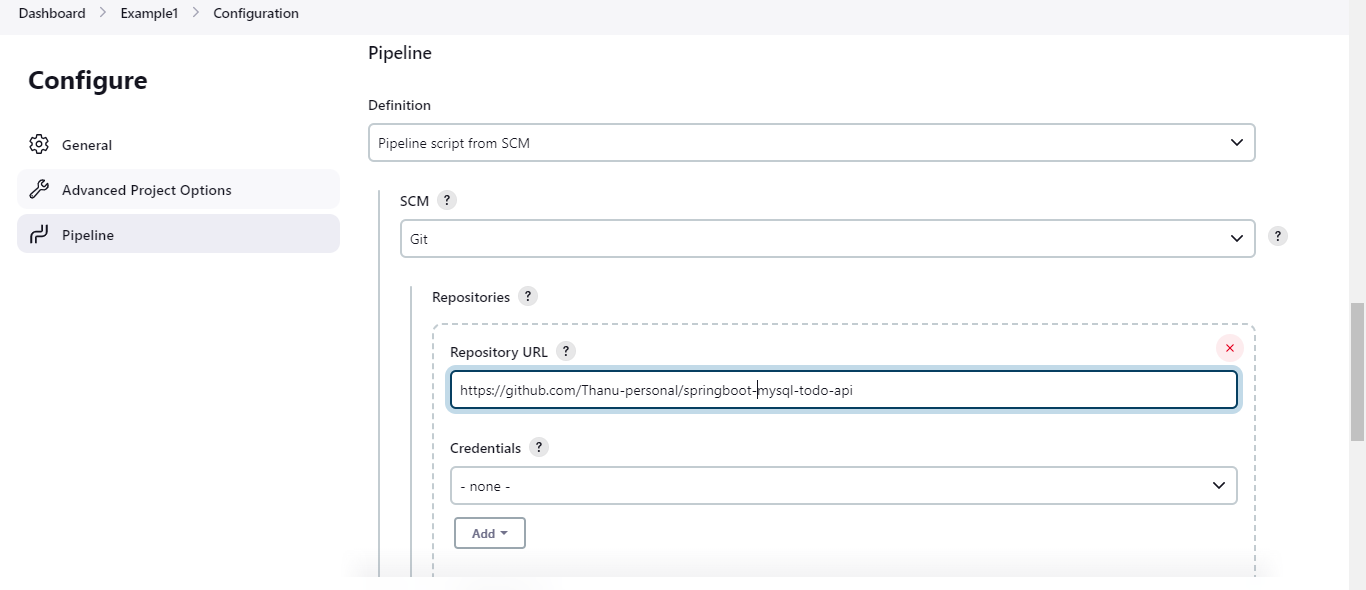 Dashboard > Example1 > Configuration
Configure
General
Advanced Project Options
Pipeline
Pipeline
Definition
Pipeline script from SCM
SCM ?
Git
?
Repositories ?
Repository URL ?
https://github.com/Thanu-personal/springboot-mysql-todo-api
Credentials ?
- none -
Add